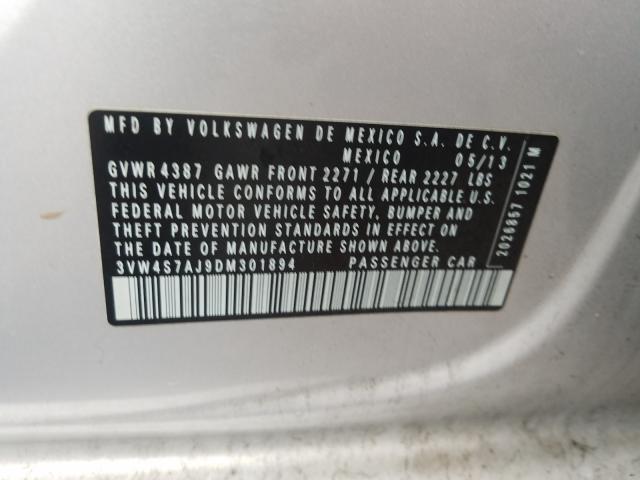 MFD BY VOLKSWAGEN DE MEXICO S.A. DE C.V.
MEXICO 05/13
GVWR 4387 GAWR FRONT 2271 / REAR 2227 LBS
THIS VEHICLE CONFORMS TO ALL APPLICABLE U.S.
FEDERAL MOTOR VEHICLE SAFETY, BUMPER AND
THEFT PREVENTION STANDARDS IN EFFECT ON
THE DATE OF MANUFACTURE SHOWN ABOVE.
3VW4S7AJ9DM301894 PASSENGER CAR
2026857 1021 M